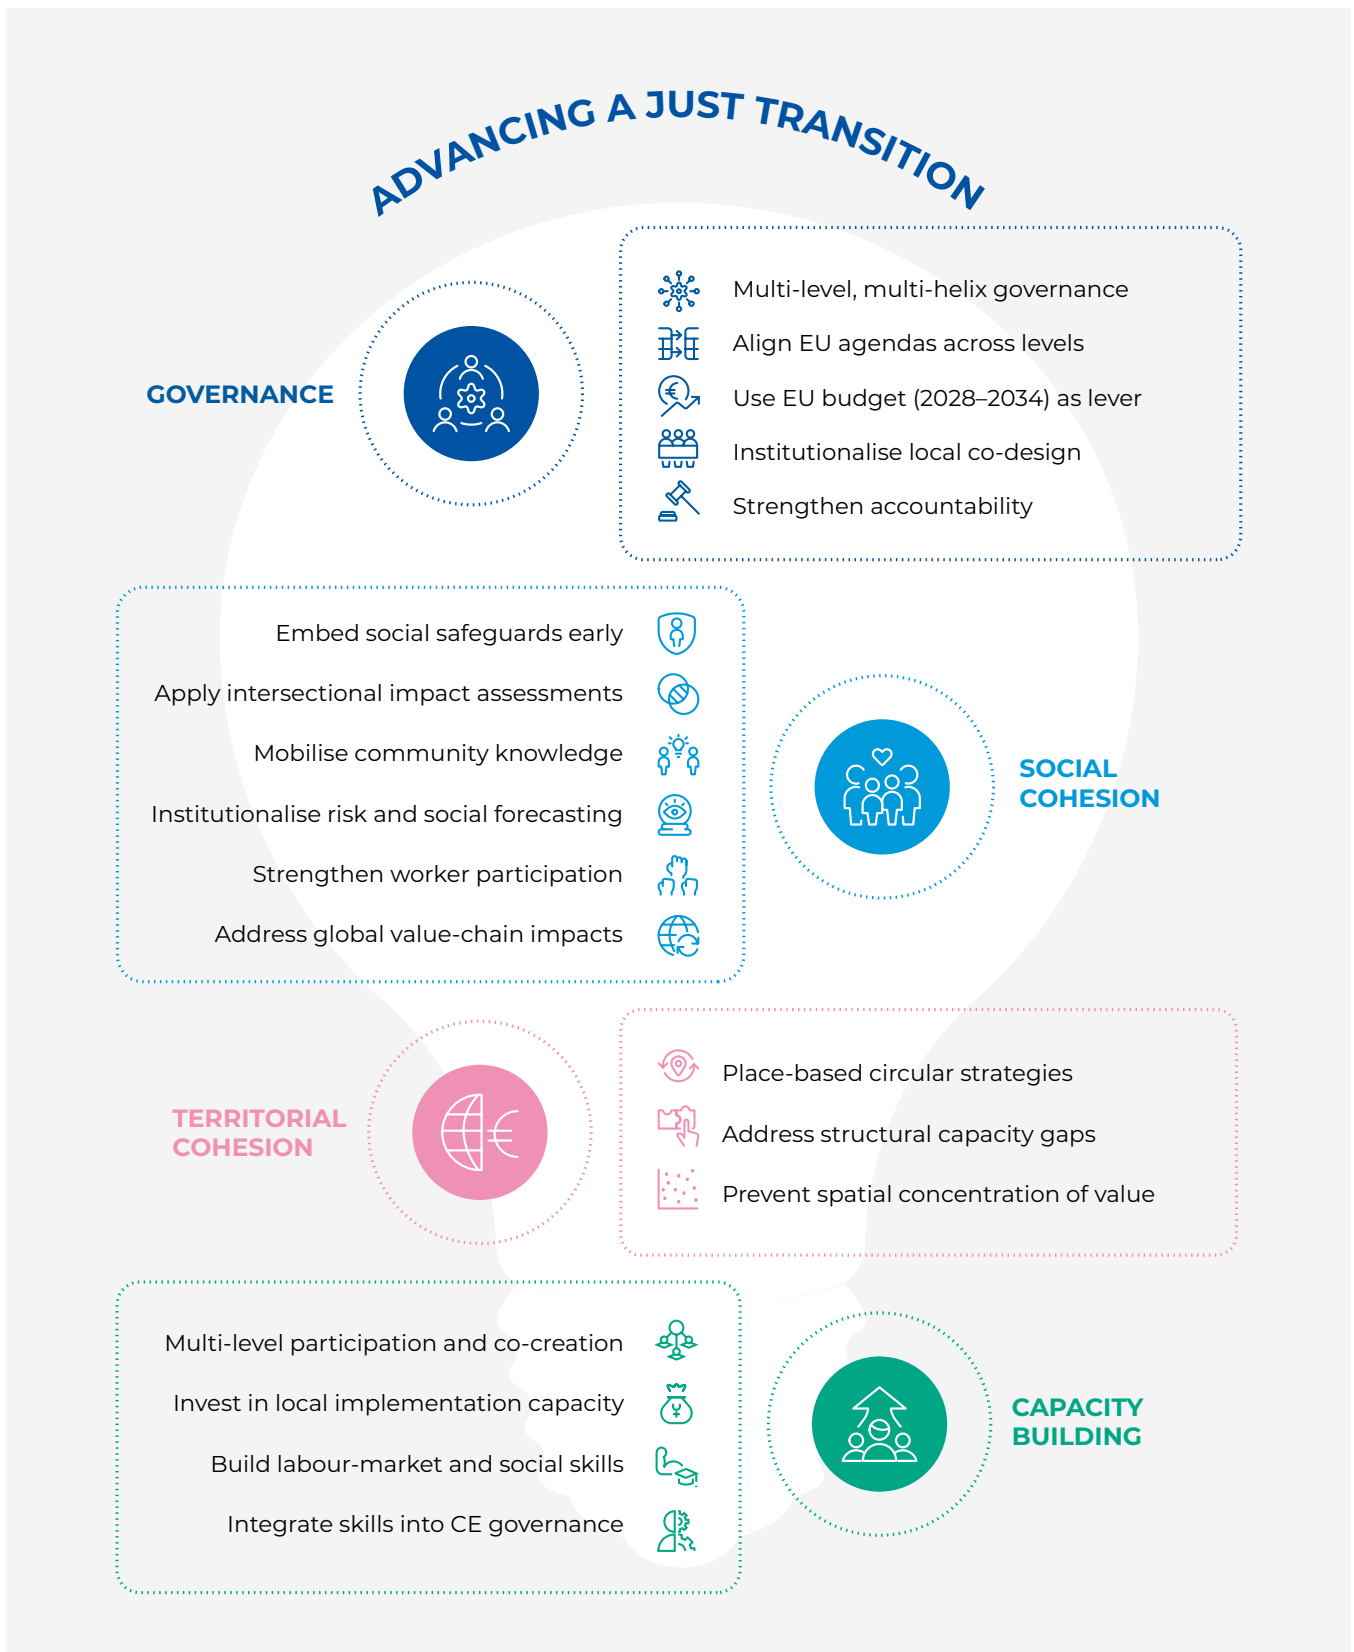 ADVANCING A JUST TRANSITION
GOVERNANCE
Multi-level, multi-helix governance
Align EU agendas across levels
Use EU budget (2028–2034) as lever
Institutionalise local co-design
Strengthen accountability
Embed social safeguards early
Apply intersectional impact assessments
Mobilise community knowledge
Institutionalise risk and social forecasting
Strengthen worker participation
Address global value-chain impacts
SOCIAL
COHESION
TERRITORIAL
COHESION
Place-based circular strategies
Address structural capacity gaps
Prevent spatial concentration of value
Multi-level participation and co-creation
Invest in local implementation capacity
Build labour-market and social skills
Integrate skills into CE governance
CAPACITY
BUILDING